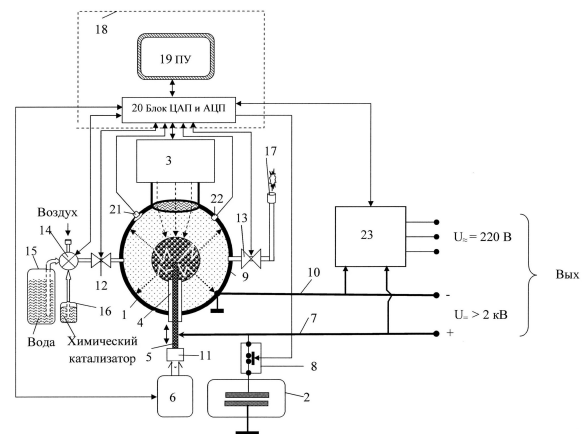 18
19 ПУ
20 Блок ЦАП и АЦП
3
17
21
22
Воздух
14
13
15
23
U≈ = 220 В
12
9
10
Вых
-
16
1
4
7
U= > 2 кВ
+
Вода
Химический
катализатор
5
11
8
6
2